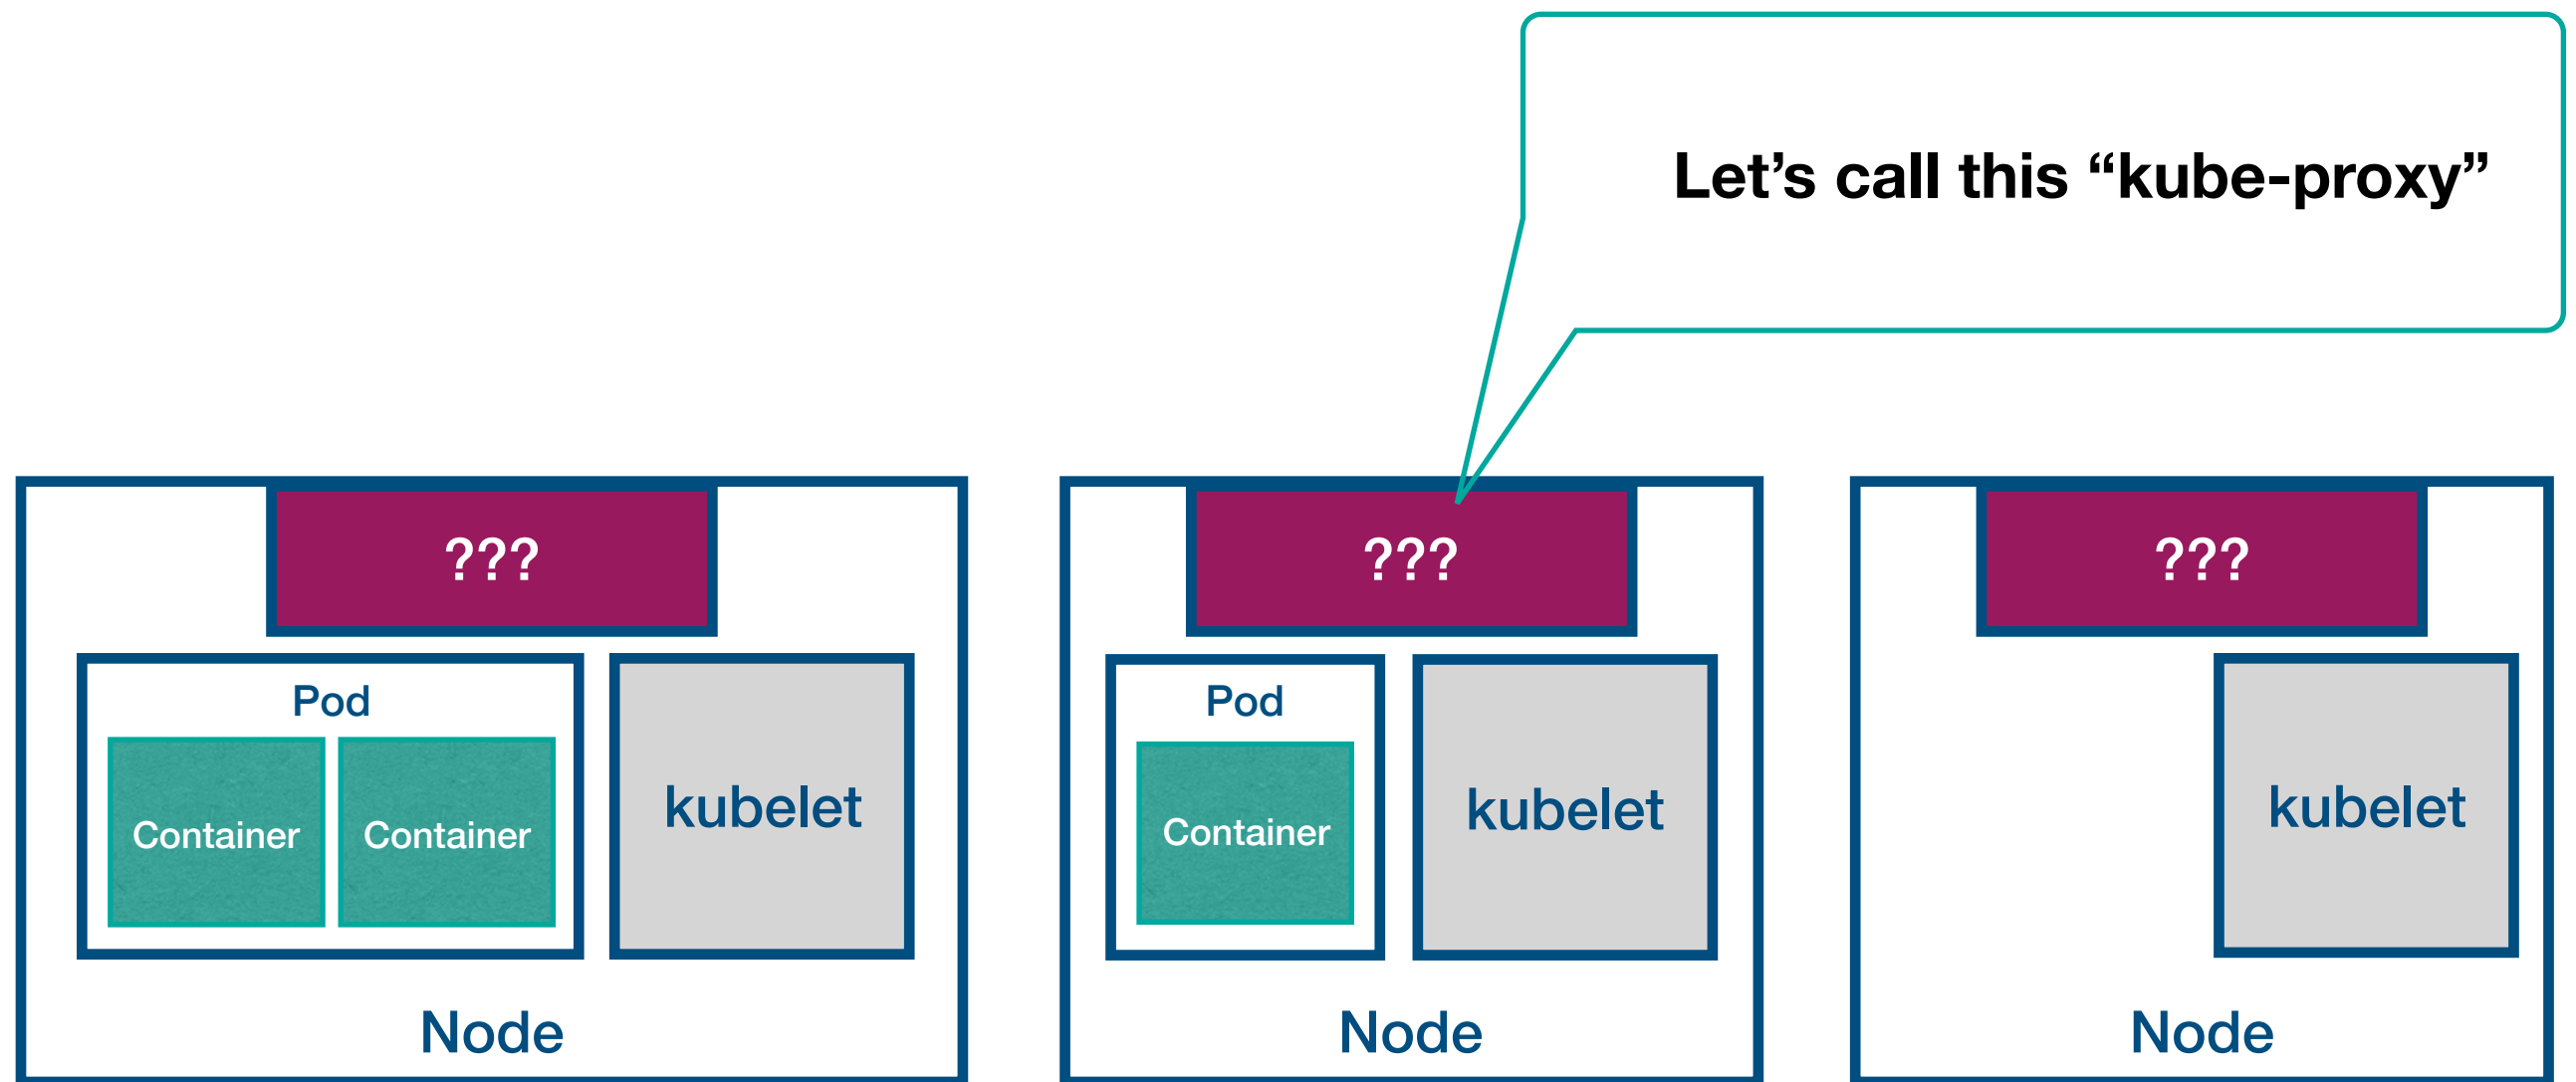 Let’s call this “kube-proxy”
???
???
???
Pod
Container
Container
kubelet
Pod
Container
kubelet
kubelet
Node
Node
Node